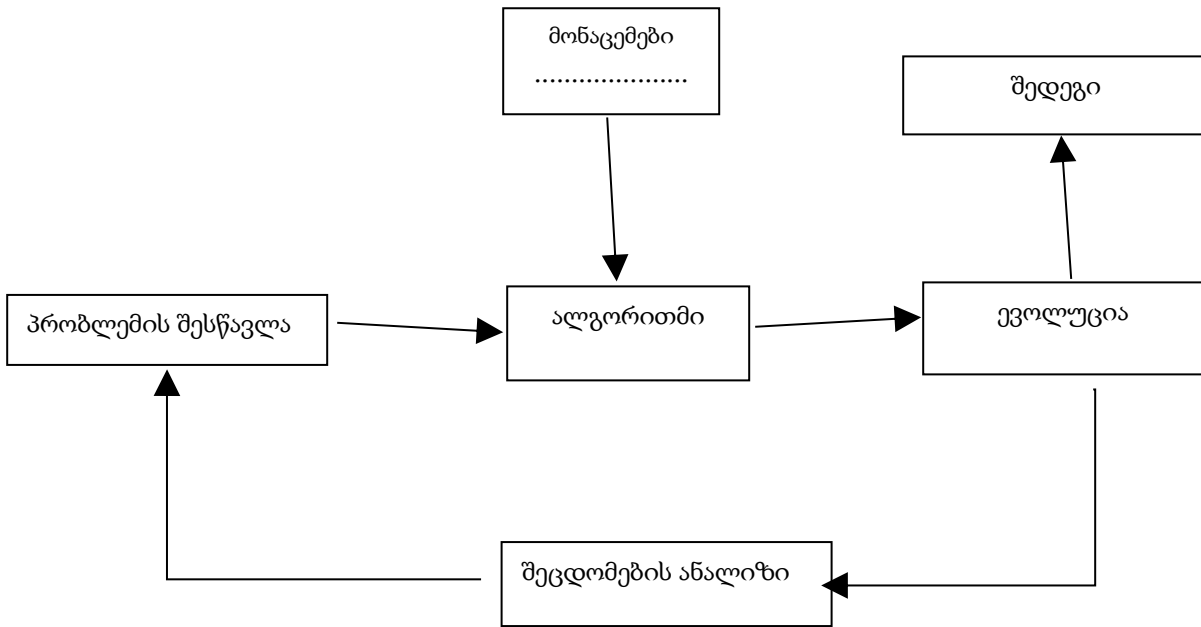 მონაცემები
.....................
შედეგი
პრობლემის შესწავლა
ალგორითმი
ევოლუცია
შეცდომების ანალიზი